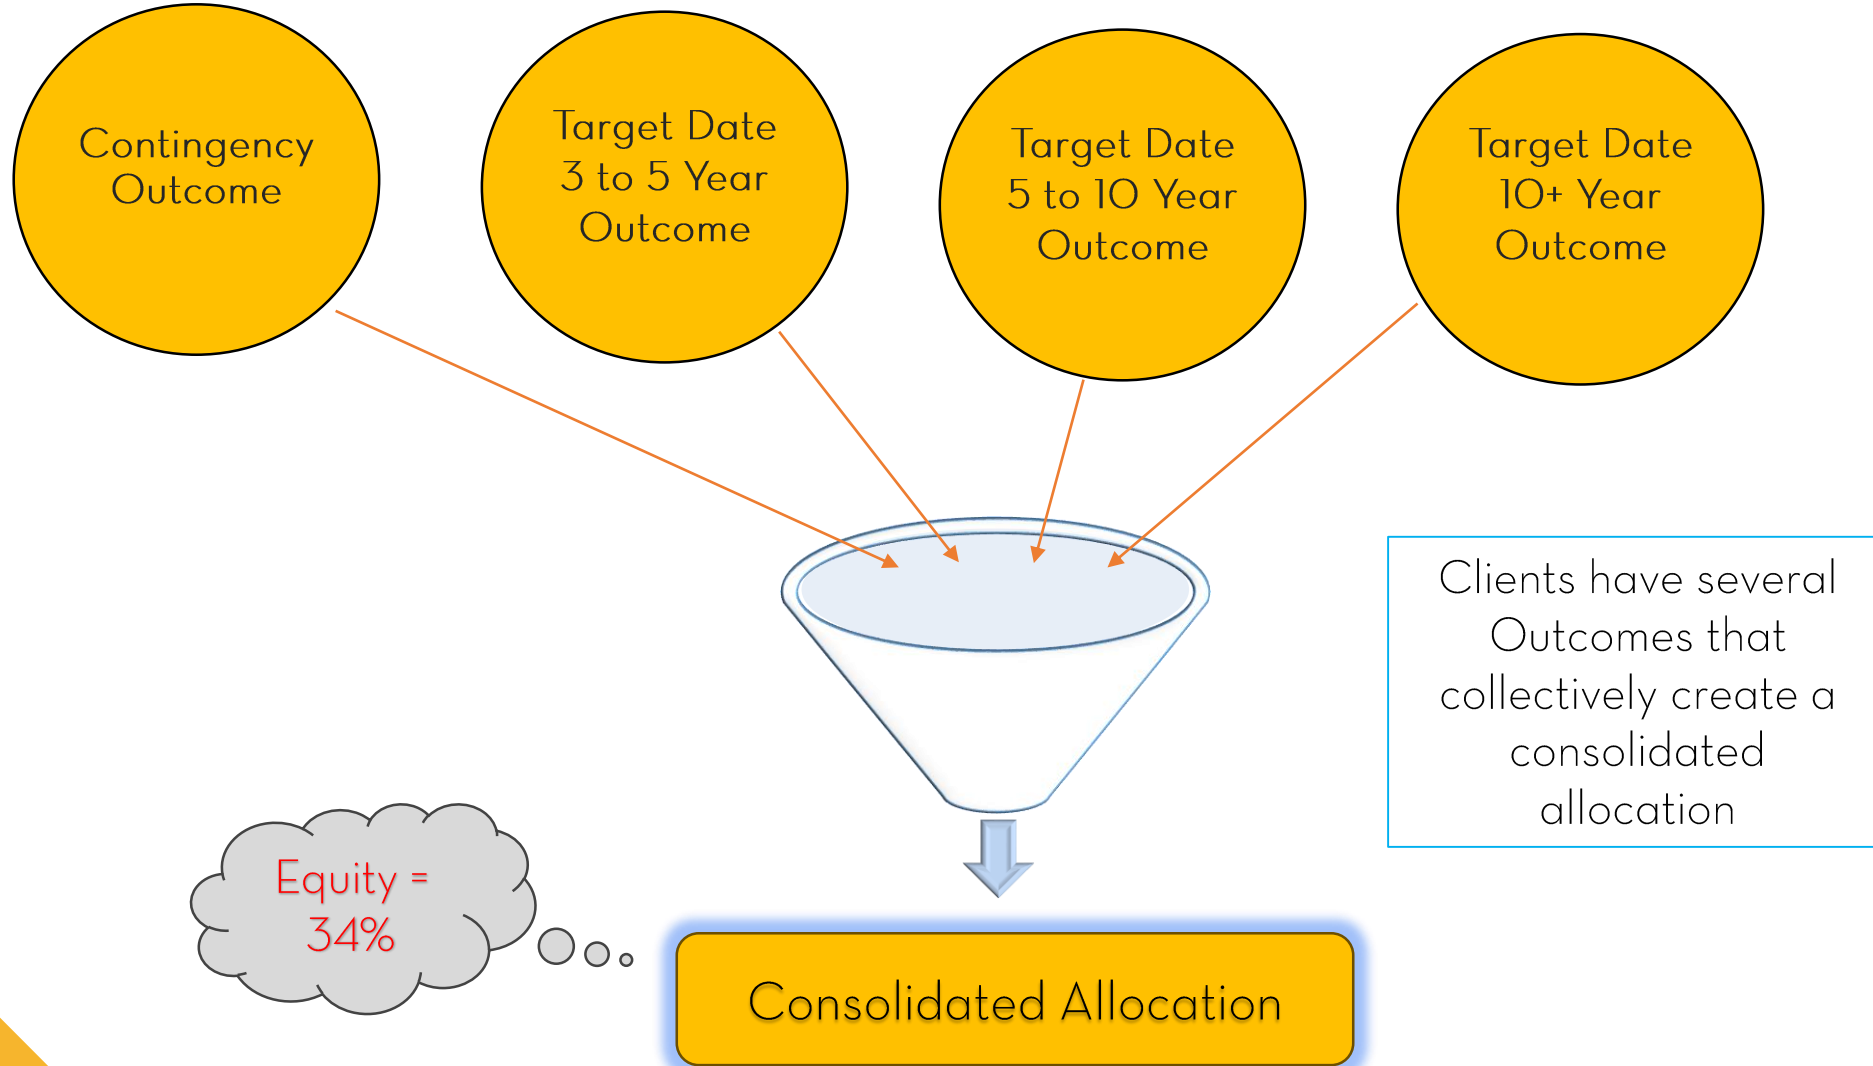 Contingency
Outcome
Target Date
3 to 5 Year
Outcome
Target Date
5 to 10 Year
Outcome
Target Date
10+ Year
Outcome
Clients have several
Outcomes that
collectively create a
consolidated
allocation
Equity =
34%
Consolidated Allocation